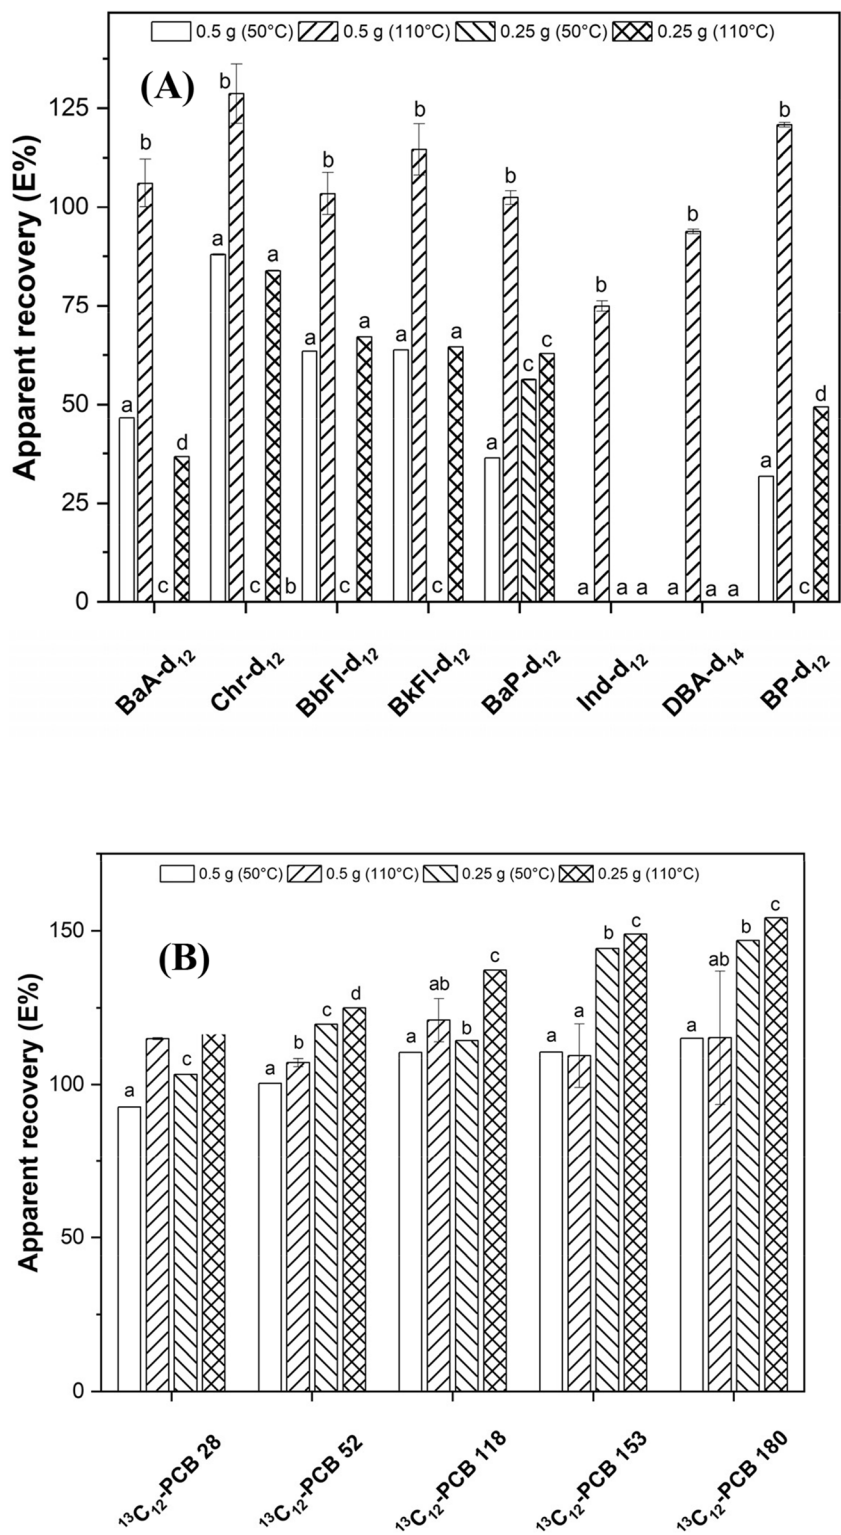 0.5 g (50°C) 0.5 g (110°C) 0.25 g (50°C) 0.25 g (110°C)
(A)
Apparent recovery (E%)
125
100
75
50
25
0
a b c d
a b c a b
a b c a
a b c a
a b c c
a b a a
a b a a
a b c d
BaA-d12 Chr-d12 BbFl-d12 BkFl-d12 BaP-d12 Ind-d12 DBA-d14 BP-d12
0.5 g (50°C) 0.5 g (110°C) 0.25 g (50°C) 0.25 g (110°C)
(B)
Apparent recovery (E%)
150
100
50
0
a c
a b c d
a ab b c
a a b c
a ab b c
13C12-PCB 28 13C12-PCB 52 13C12-PCB 118 13C12-PCB 153 13C12-PCB 180